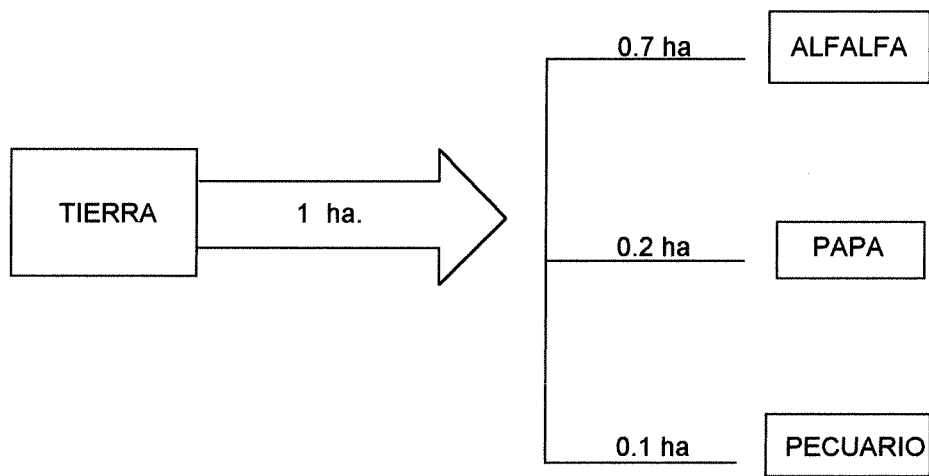 0.7 ha
ALFALFA
TIERRA
1 ha.
0.2 ha
PAPA
0.1 ha
PECUARIO